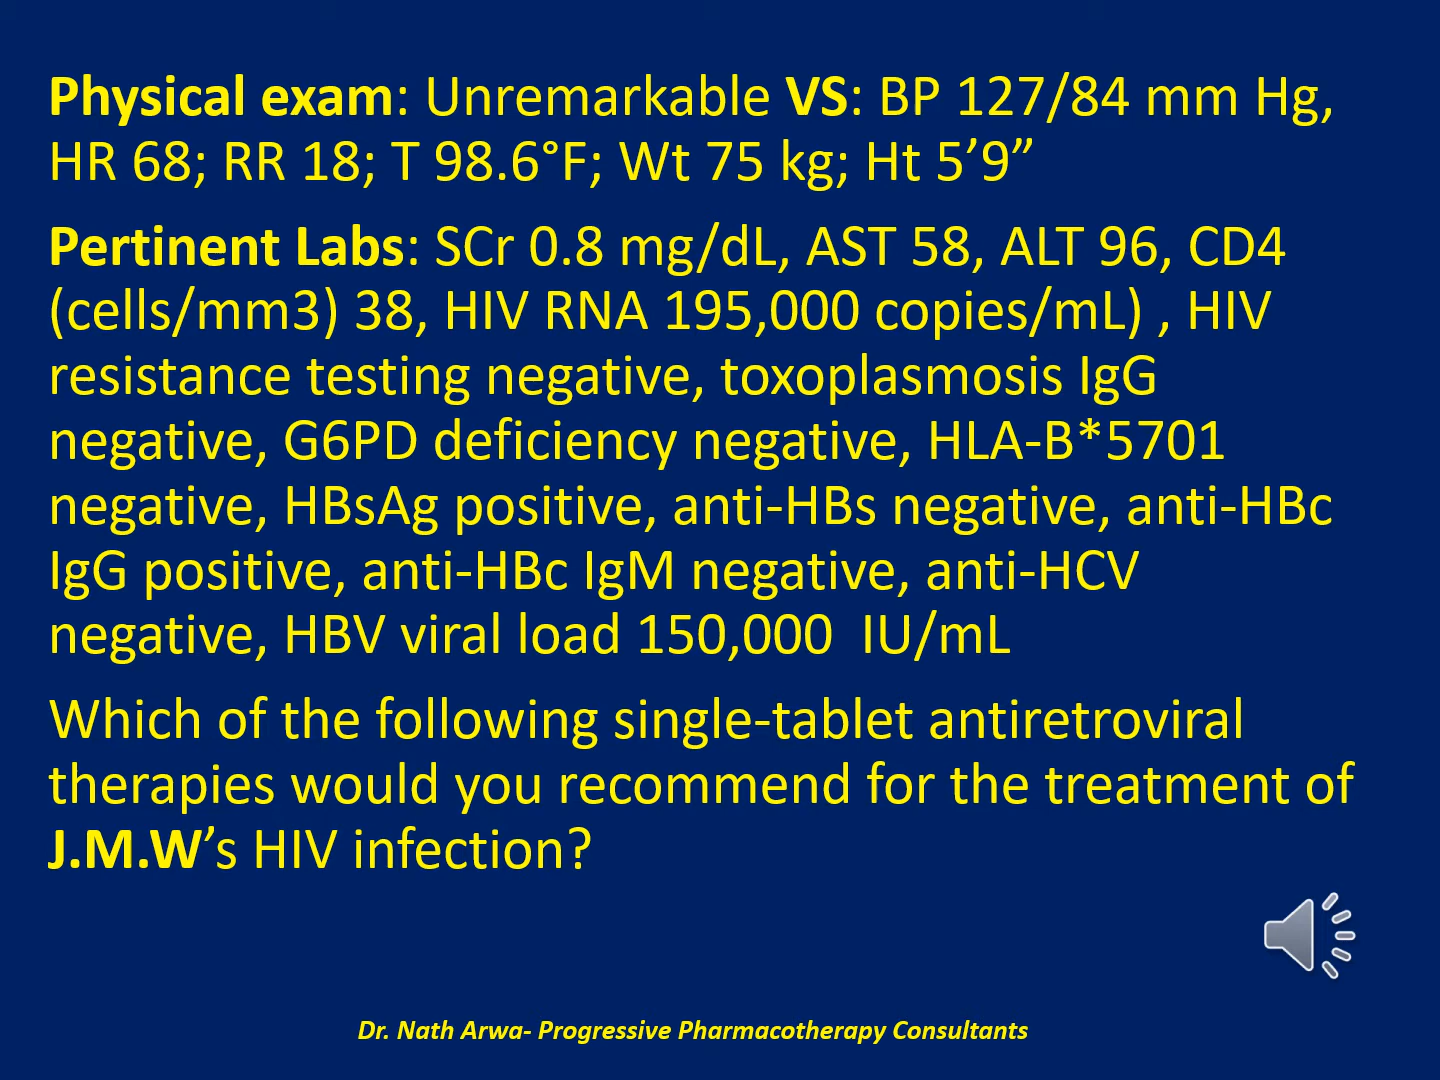 Physical exam: Unremarkable VS: BP 127/84 mm Hg,
HR 68; RR 18; T 98.6°F; Wt 75 kg; Ht 5’9”
Pertinent Labs: SCr 0.8 mg/dL, AST 58, ALT 96, CD4
(cells/mm3) 38, HIV RNA 195,000 copies/mL) , HIV
resistance testing negative, toxoplasmosis IgG
negative, G6PD deficiency negative, HLA-B*5701
negative, HBsAg positive, anti-HBs negative, anti-HBc
IgG positive, anti-HBc IgM negative, anti-HCV
negative, HBV viral load 150,000 IU/mL
Which of the following single-tablet antiretroviral
therapies would you recommend for the treatment of
J.M.W’s HIV infection?
Dr. Nath Arwa- Progressive Pharmacotherapy Consultants